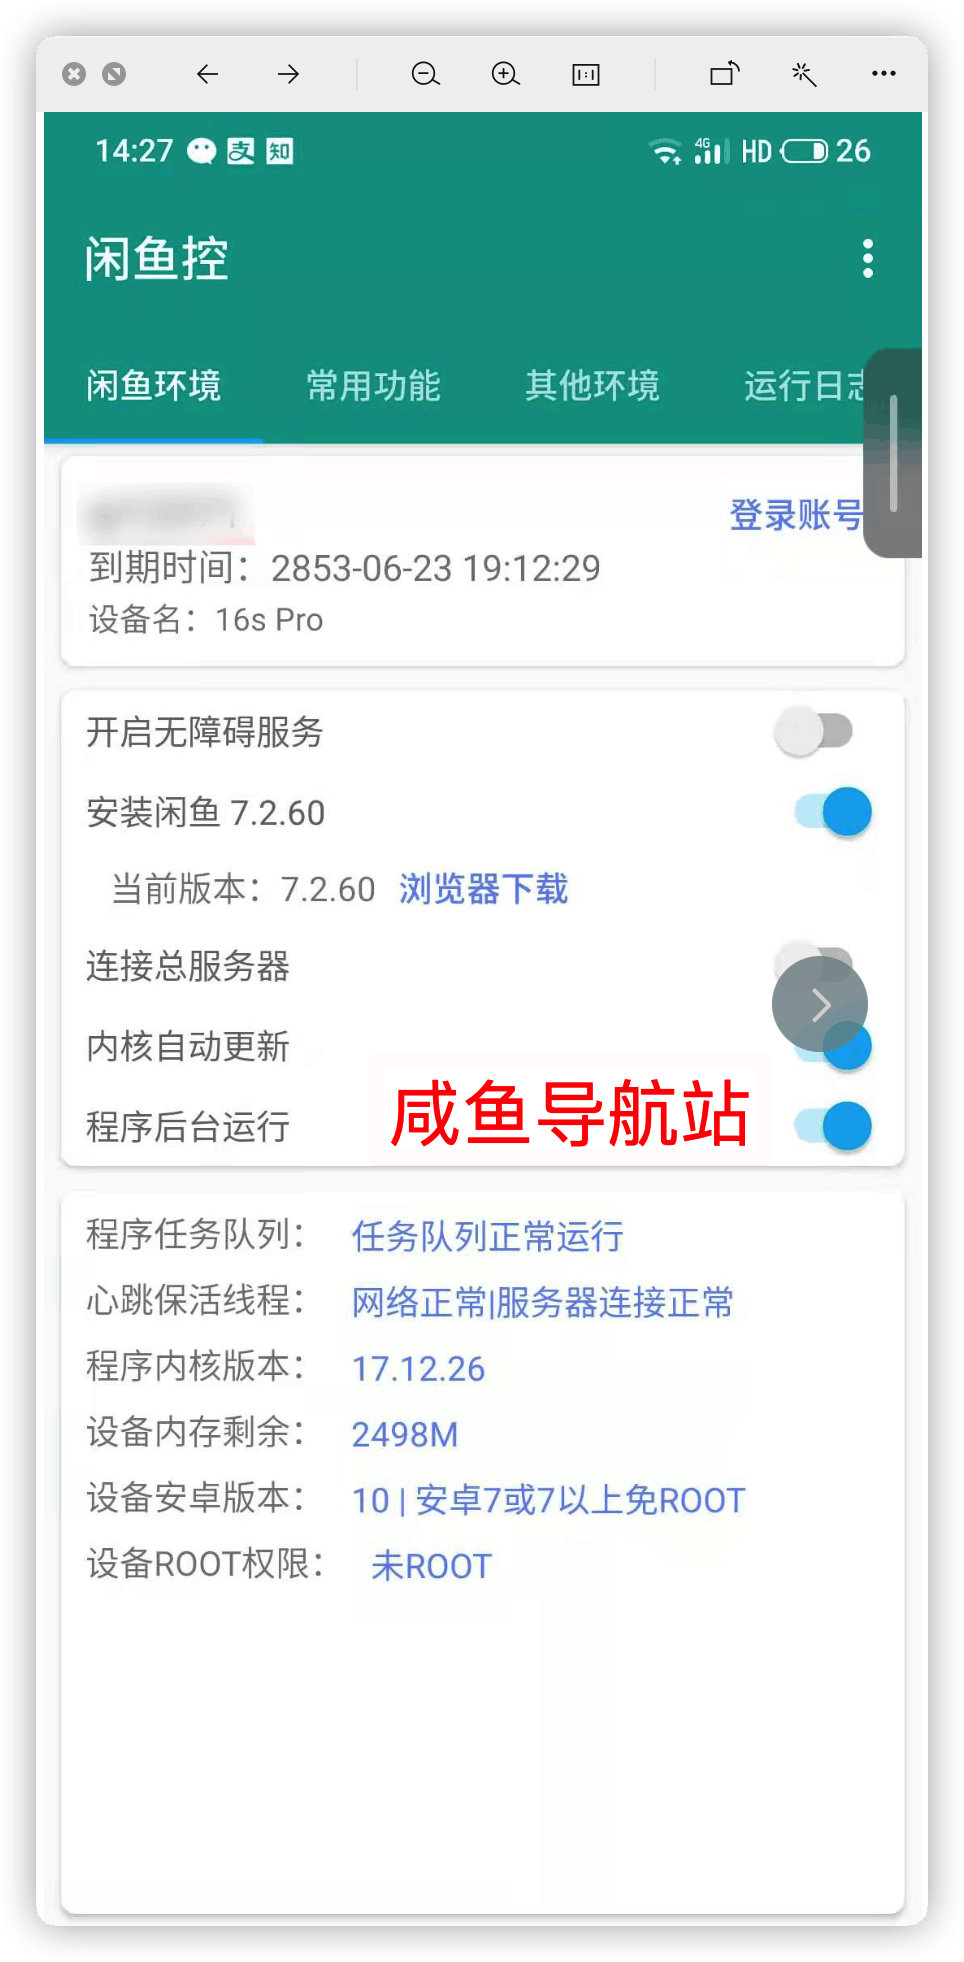 14:27 支 知 4G HD 26
闲鱼控
闲鱼环境 常用功能 其他环境 运行日志
登录账号
到期时间：2853-06-23 19:12:29
设备名：16s Pro
开启无障碍服务
安装闲鱼 7.2.60
当前版本：7.2.60 浏览器下载
连接总服务器
内核自动更新
咸鱼导航站
程序后台运行
程序任务队列： 任务队列正常运行
心跳保活线程： 网络正常|服务器连接正常
程序内核版本： 17.12.26
设备内存剩余： 2498M
设备安卓版本： 10 | 安卓7或7以上免ROOT
设备ROOT权限： 未ROOT